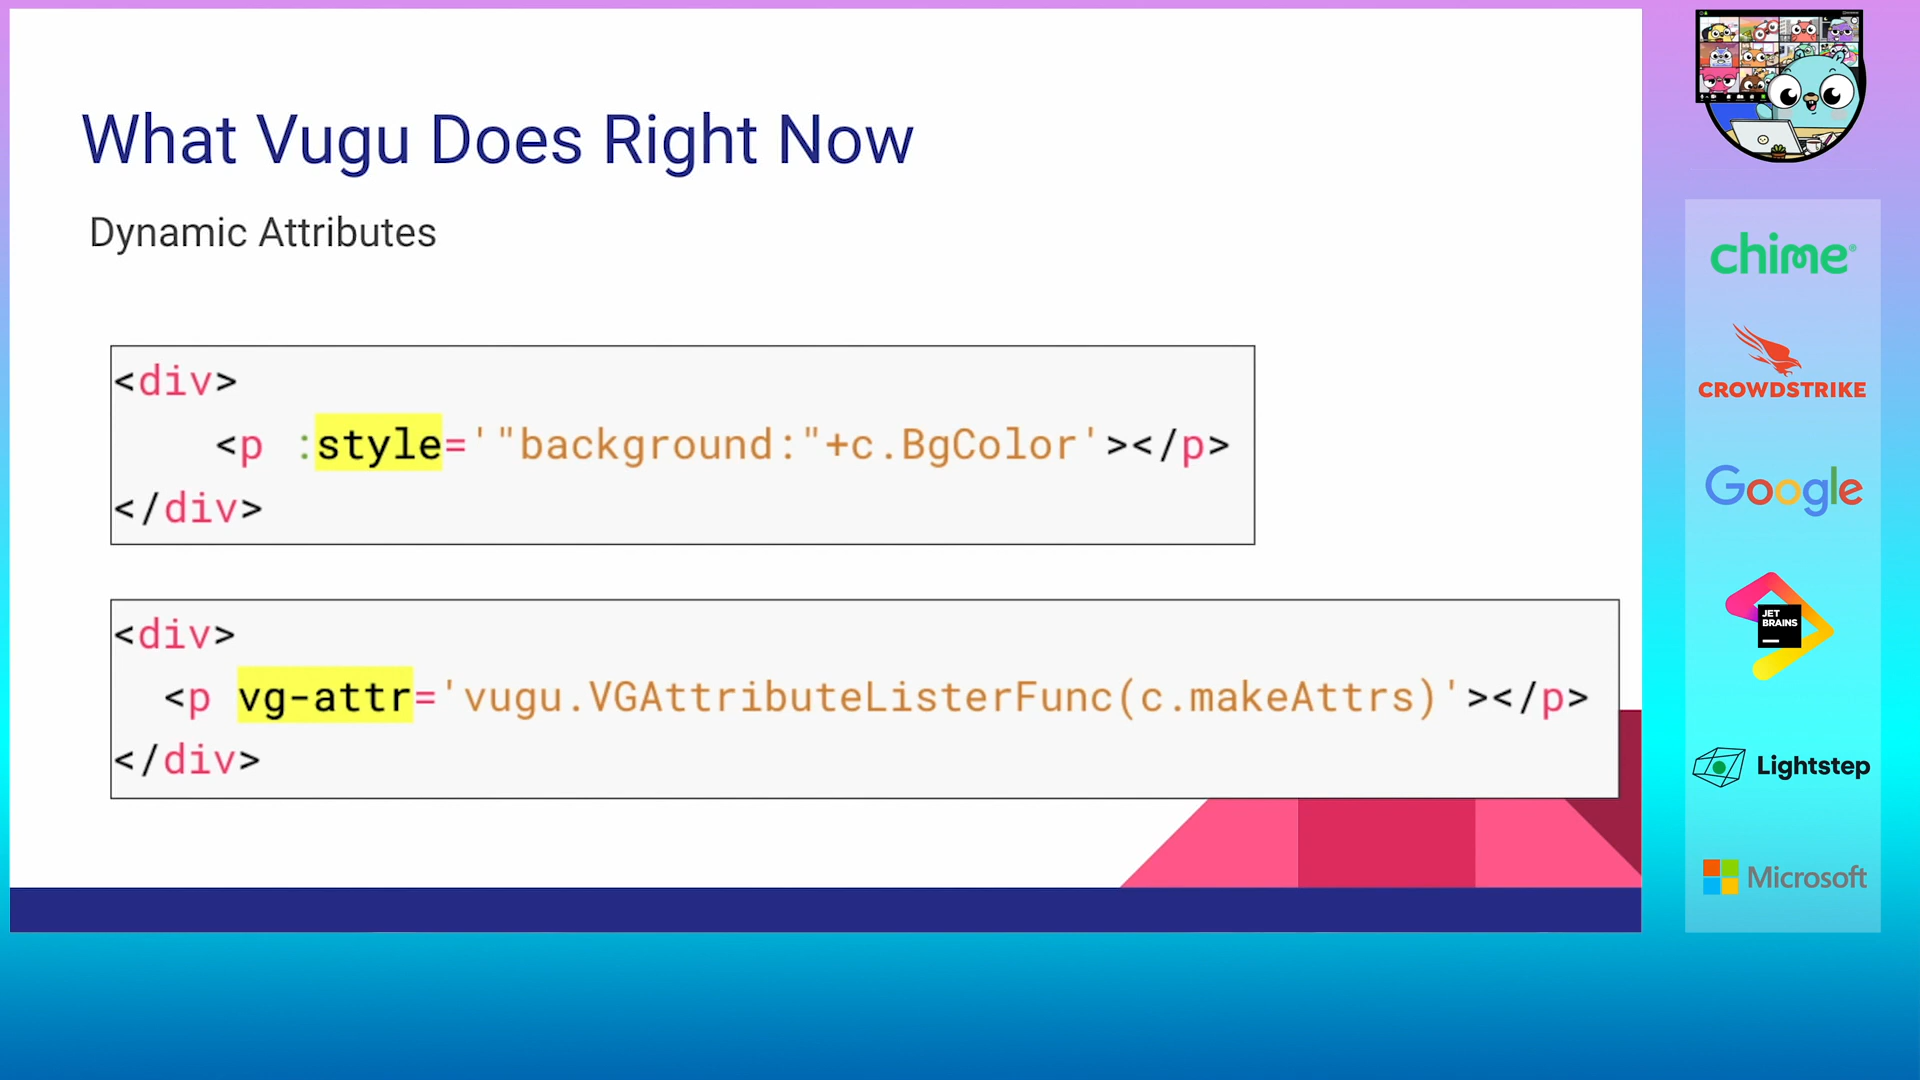 What Vugu Does Right Now
Dynamic Attributes
<div>
<p :style='"background:"+c.BgColor'></p>
</div>
<div>
<p vg-attr='vugu.VGAttributeListerFunc(c.makeAttrs)'></p>
</div>
chime®
CROWDSTRIKE
Google
JET
BRAINS
Lightstep
Microsoft